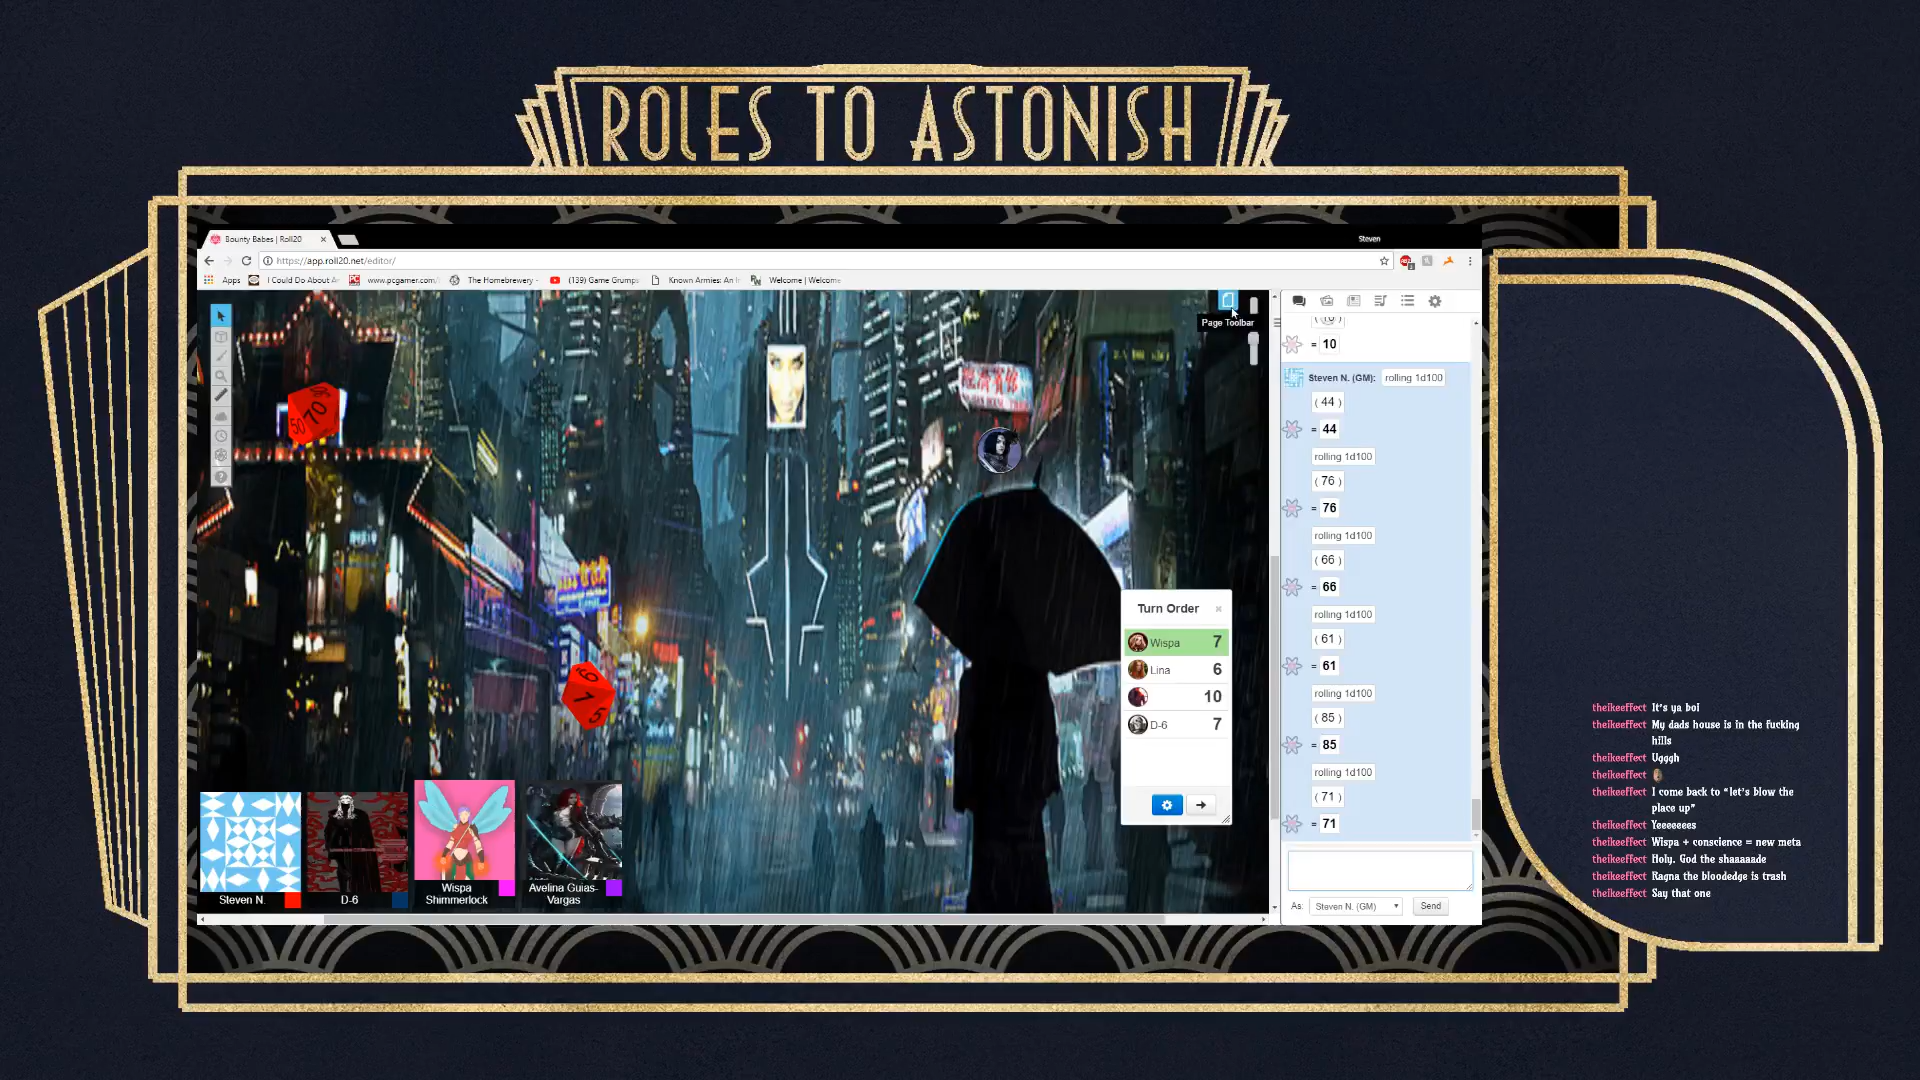 ROLES TO ASTONISH
Bounty Babes | Roll20
Steven
https://app.roll20.net/editor/
Apps
I Could Do About A
www.pcgamer.com/
The Homebrewery -
(139) Game Grumps
Known Armies: An I
Welcome | Welcome
Page Toolbar
= 10
Steven N. (GM): rolling 1d100
( 44 )
= 44
rolling 1d100
( 76 )
= 76
rolling 1d100
( 66 )
= 66
rolling 1d100
( 61 )
= 61
rolling 1d100
( 85 )
= 85
rolling 1d100
( 71 )
= 71
As: Steven N. (GM) Send
70
50
6
1
5
Turn Order
Wispa 7
Lina 6
10
D-6 7
Steven N.
D-6
Wispa
Shimmerlock
Avelina Guias-
Vargas
theikeeffect It's ya boi
theikeeffect My dads house is in the fucking
hills
theikeeffect Ugggh
theikeeffect
theikeeffect I come back to "let's blow the
place up"
theikeeffect Yeeeeeees
theikeeffect Wispa + conscience = new meta
theikeeffect Holy. God the shaaaaade
theikeeffect Ragna the bloodedge is trash
theikeeffect Say that one